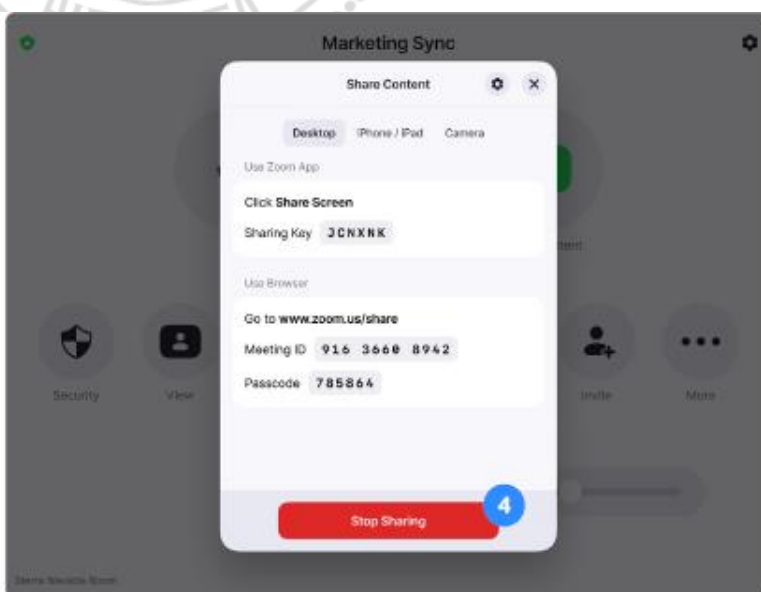 Marketing Sync
Share Content
Desktop iPhone / iPad Camera
Use Zoom App
Click Share Screen
Sharing Key JCNXNK
Use Browser
Go to www.zoom.us/share
Meeting ID 916 3660 8942
Passcode 785864
Security View Invite More
4
Stop Sharing